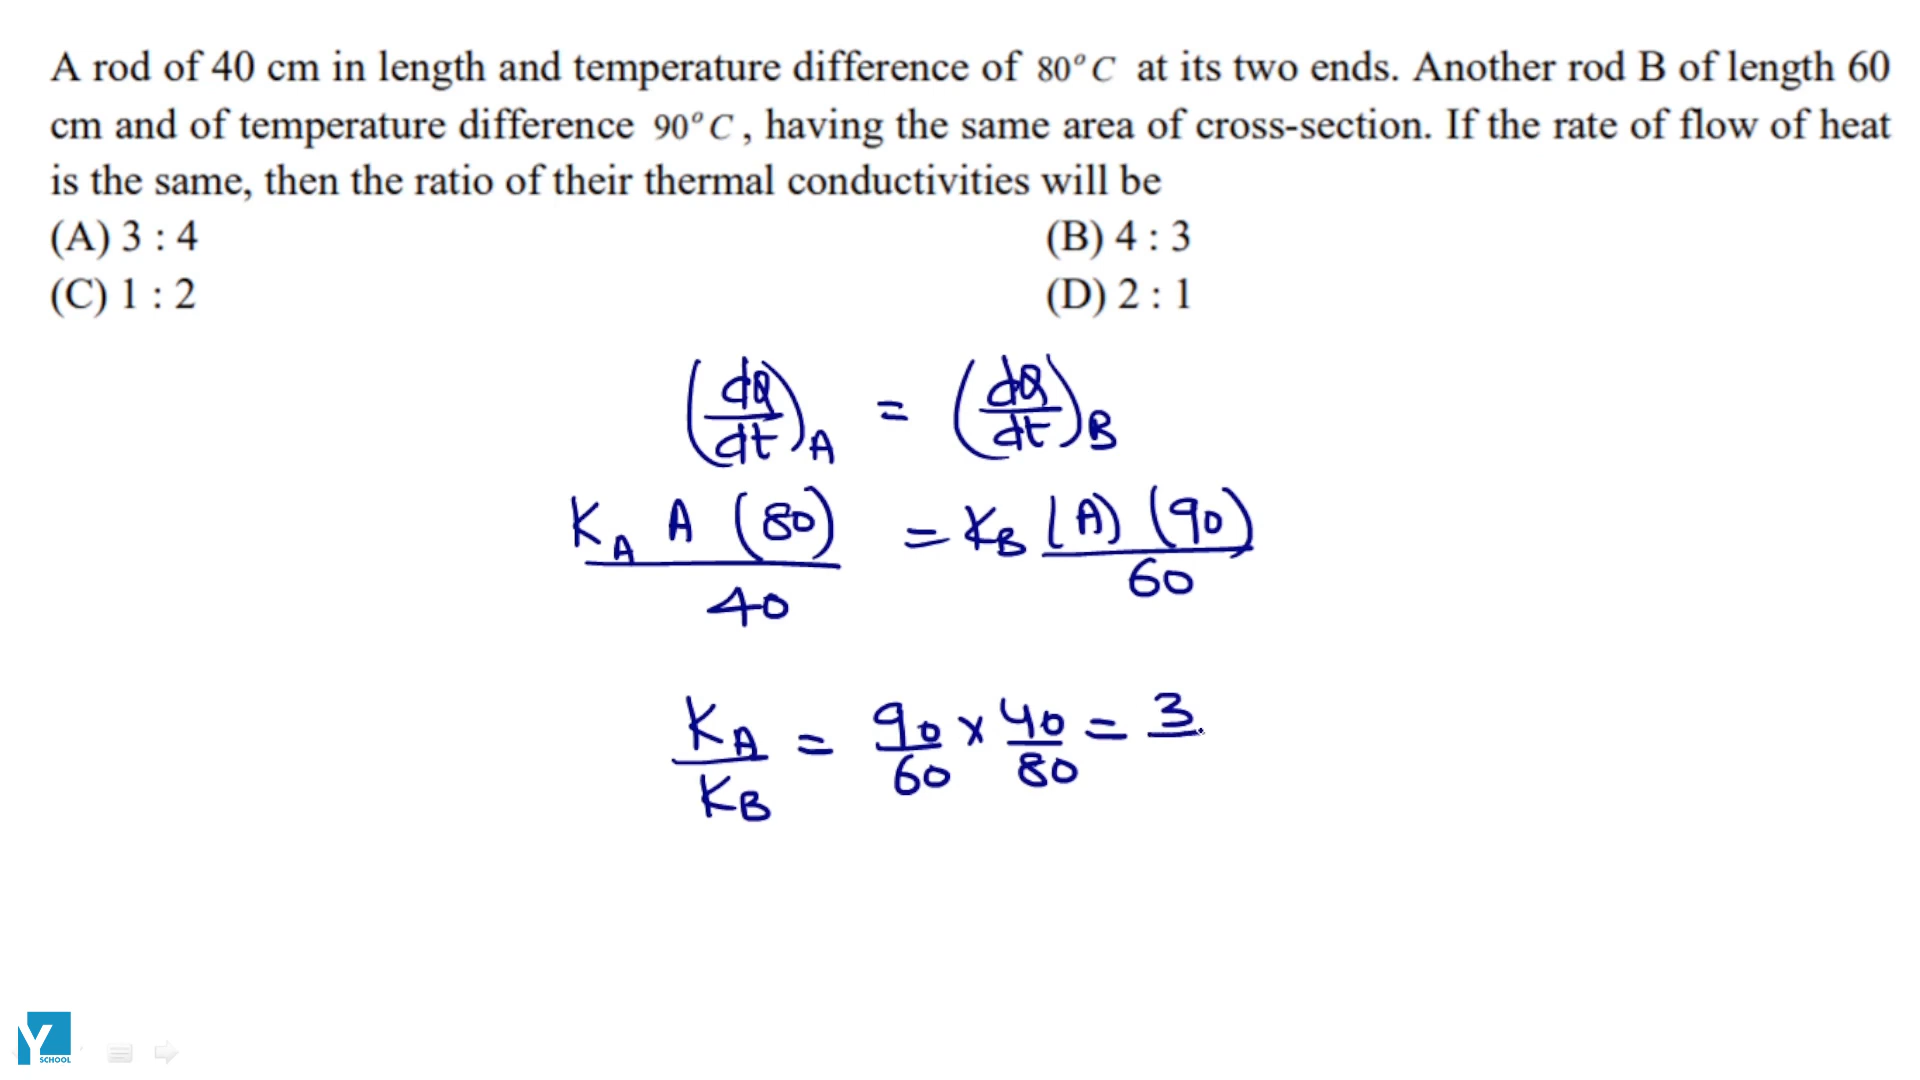 A rod of 40 cm in length and temperature difference of 80°C at its two ends. Another rod B of length 60
cm and of temperature difference 90°C, having the same area of cross-section. If the rate of flow of heat
is the same, then the ratio of their thermal conductivities will be
(A) 3 : 4 (B) 4 : 3
(C) 1 : 2 (D) 2 : 1
(dQ/dt)A = (dQ/dt)B
KA A (80) / 40 = KB (A) (90) / 60
KA / KB = 90/60 x 40/80 = 3
Y SCHOOL